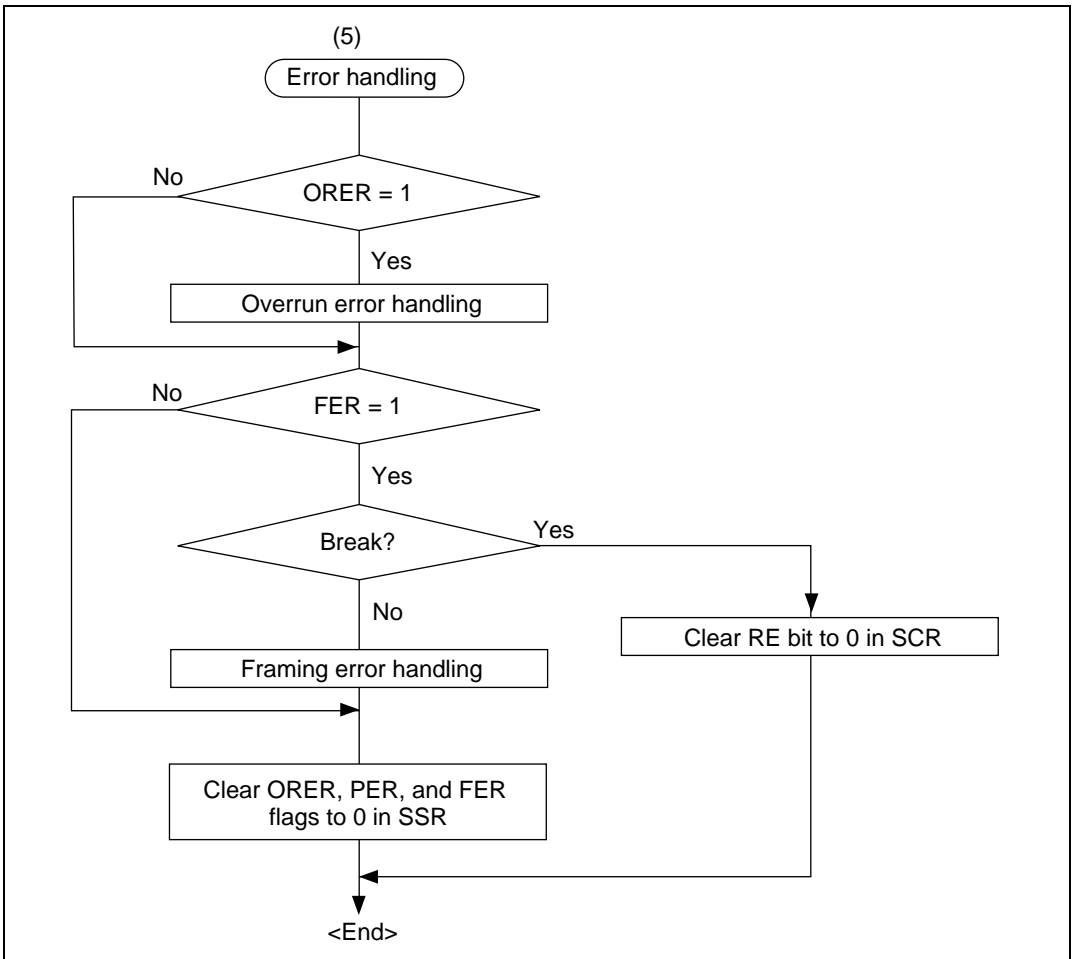 (5)
Error handling
No
ORER = 1
Yes
Overrun error handling
No
FER = 1
Yes
Break?
Yes
No
Clear RE bit to 0 in SCR
Framing error handling
Clear ORER, PER, and FER
flags to 0 in SSR
<End>